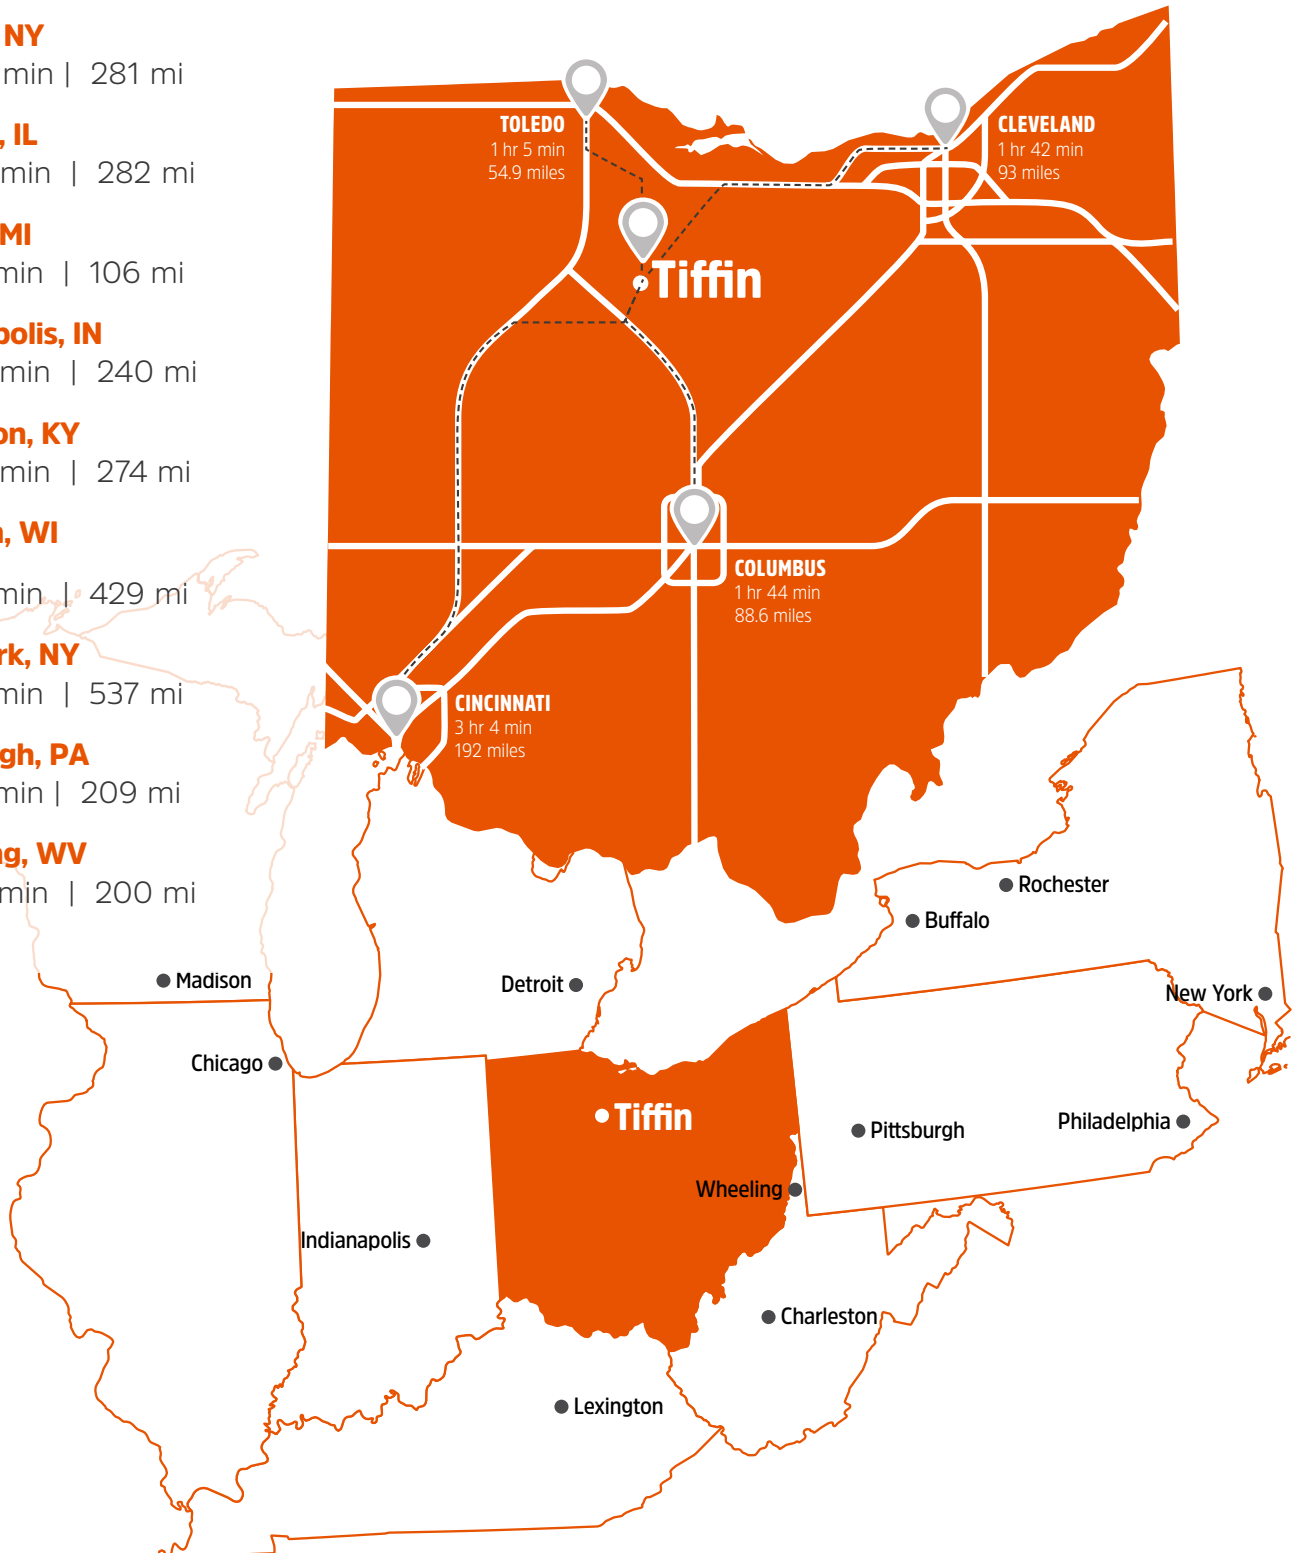 NY
min | 281 mi
, IL
min | 282 mi
MI
min | 106 mi
polis, IN
min | 240 mi
on, KY
min | 274 mi
, WI
min | 429 mi
rk, NY
min | 537 mi
gh, PA
min | 209 mi
ng, WV
min | 200 mi
TOLEDO
1 hr 5 min
54.9 miles
CLEVELAND
1 hr 42 min
93 miles
Tiffin
COLUMBUS
1 hr 44 min
88.6 miles
CINCINNATI
3 hr 4 min
192 miles
Rochester
Buffalo
Madison
Detroit
New York
Chicago
Tiffin
Pittsburgh
Philadelphia
Wheeling
Indianapolis
Charleston
Lexington